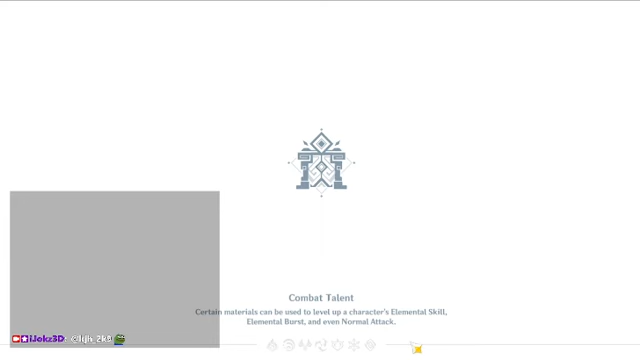 Combat Talent
Certain materials can be used to level up a character's Elemental Skill,
Elemental Burst, and even Normal Attack.
iJokz3D